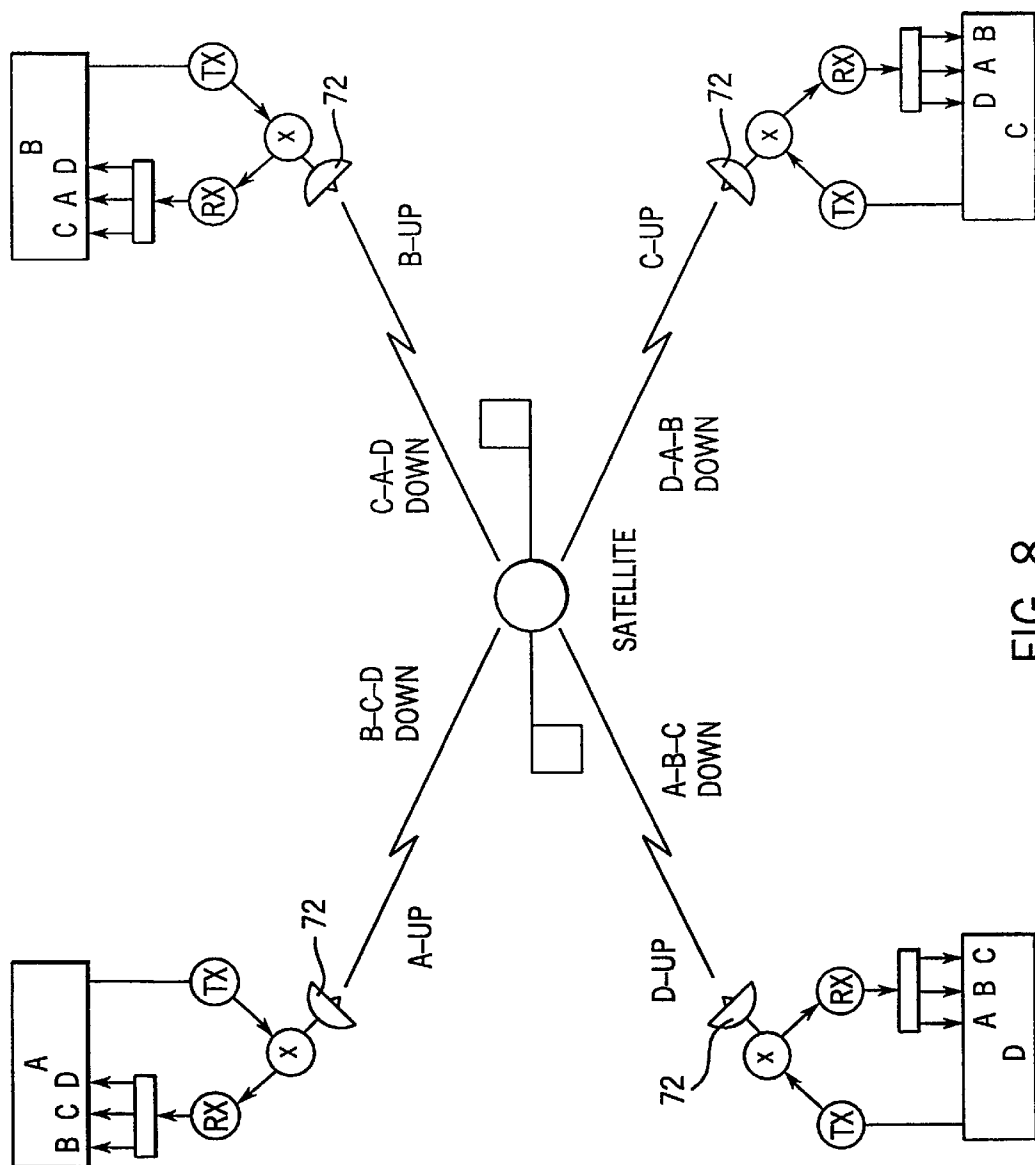 A
B C D
TX
RX
X
72
A-UP
B-C-D
DOWN
B
C A D
TX
RX
X
72
B-UP
C-A-D
DOWN
SATELLITE
D-UP
A-B-C
DOWN
72
X
TX
RX
A B C
D
C-UP
D-A-B
DOWN
72
X
TX
RX
D A B
C
FIG. 8